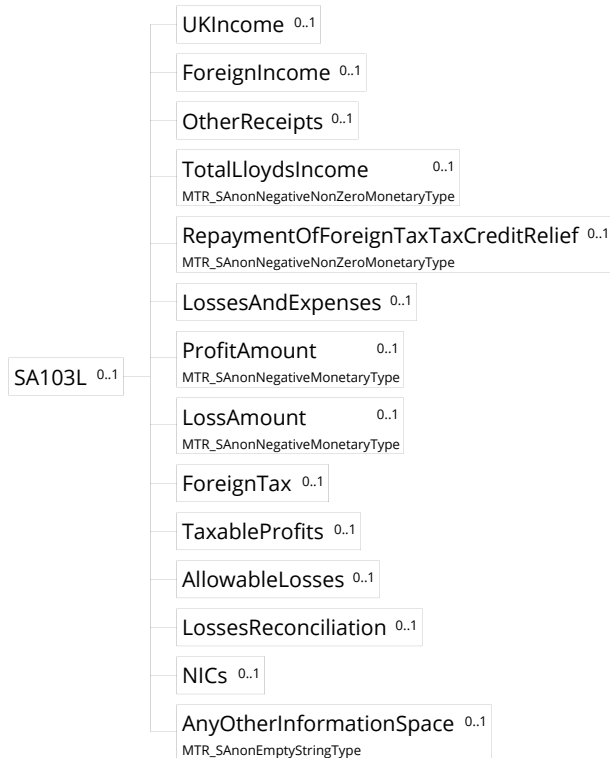 UKIncome 0..1
ForeignIncome 0..1
OtherReceipts 0..1
TotalLloydsIncome 0..1
MTR_SAnonNegativeNonZeroMonetaryType
RepaymentOfForeignTaxTaxCreditRelief 0..1
MTR_SAnonNegativeNonZeroMonetaryType
LossesAndExpenses 0..1
SA103L 0..1
ProfitAmount 0..1
MTR_SAnonNegativeMonetaryType
LossAmount 0..1
MTR_SAnonNegativeMonetaryType
ForeignTax 0..1
TaxableProfits 0..1
AllowableLosses 0..1
LossesReconciliation 0..1
NICs 0..1
AnyOtherInformationSpace 0..1
MTR_SAnonEmptyStringType